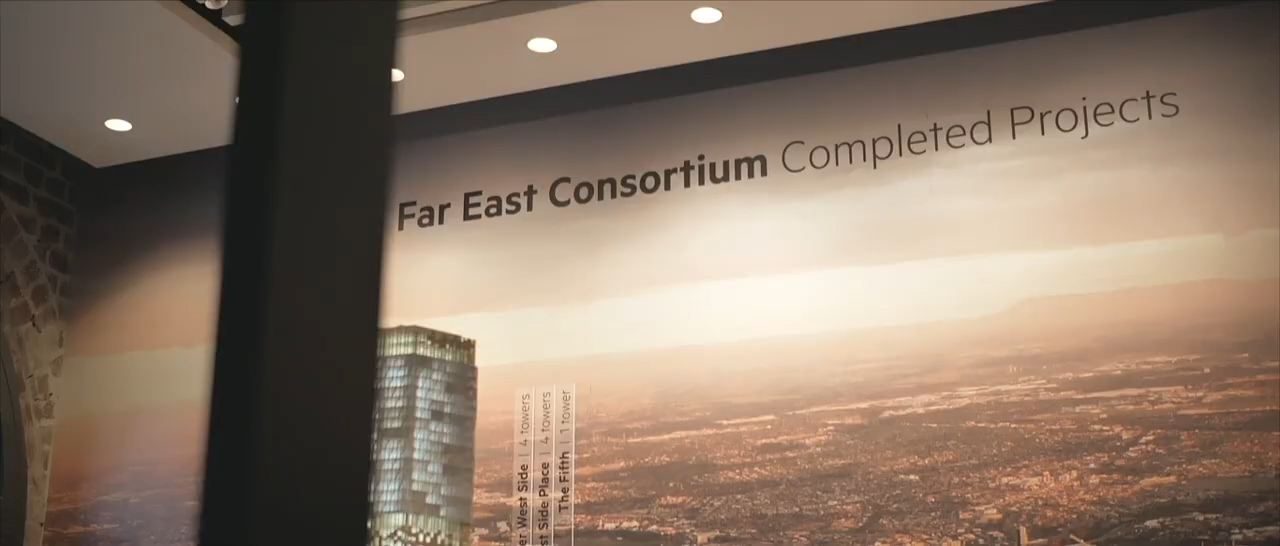 Far East Consortium Completed Projects
West Side | 4 towers
Side Place | 4 towers
The Fifth | 1 tower